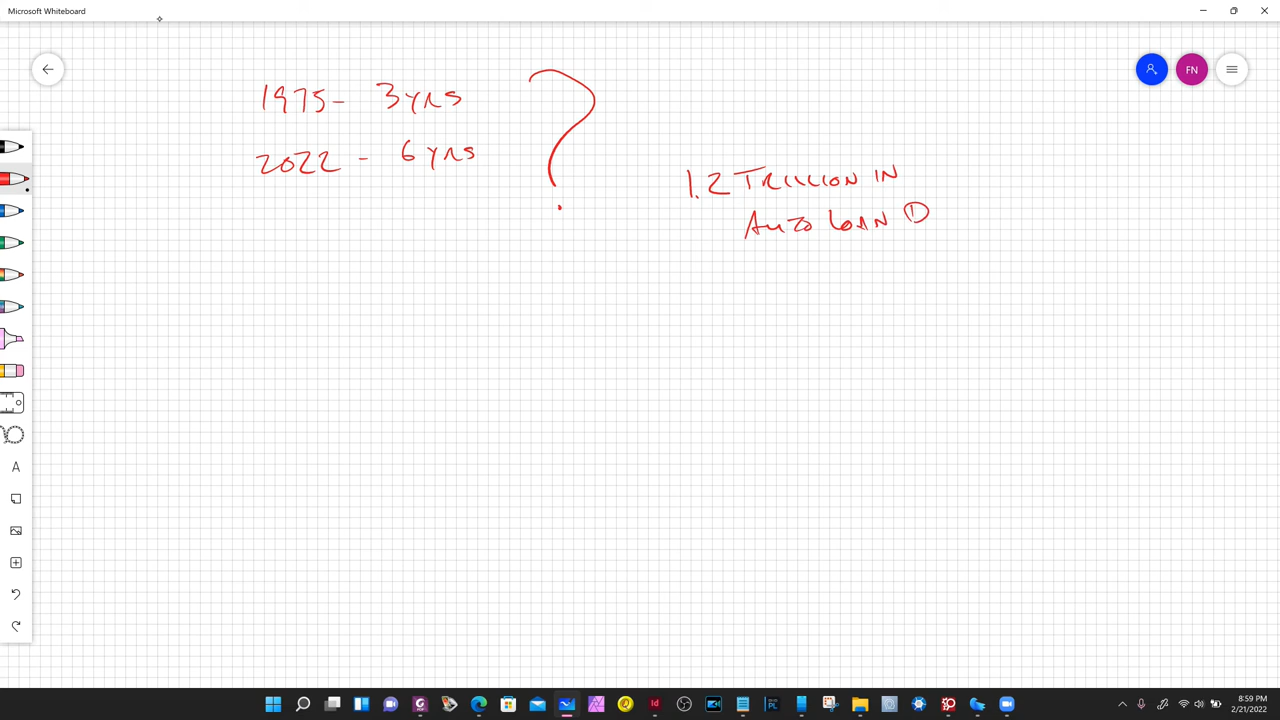 Microsoft Whiteboard
1975 - 3 yrs
2022 - 6 yrs
?
1.2 Trillion in
Auto Loan D
FN
A
8:59 PM
2/21/2022